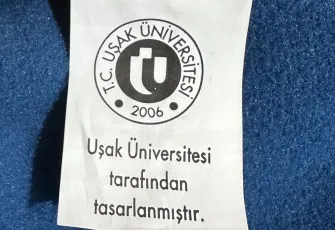 T.C. UŞAK ÜNİVERSİTESİ
2006
Uşak Üniversitesi
tarafından
tasarlanmıştır.